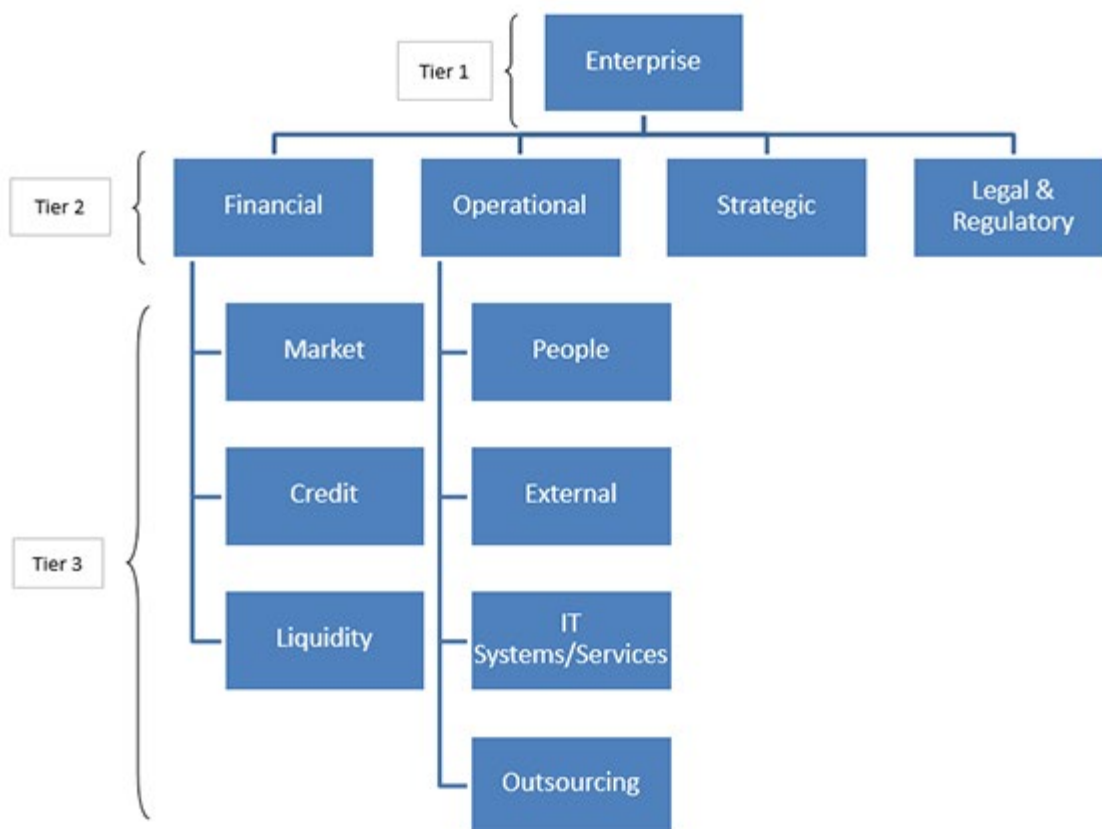 Tier 1
Enterprise
Tier 2
Financial
Operational
Strategic
Legal &
Regulatory
Tier 3
Market
People
Credit
External
Liquidity
IT
Systems/Services
Outsourcing